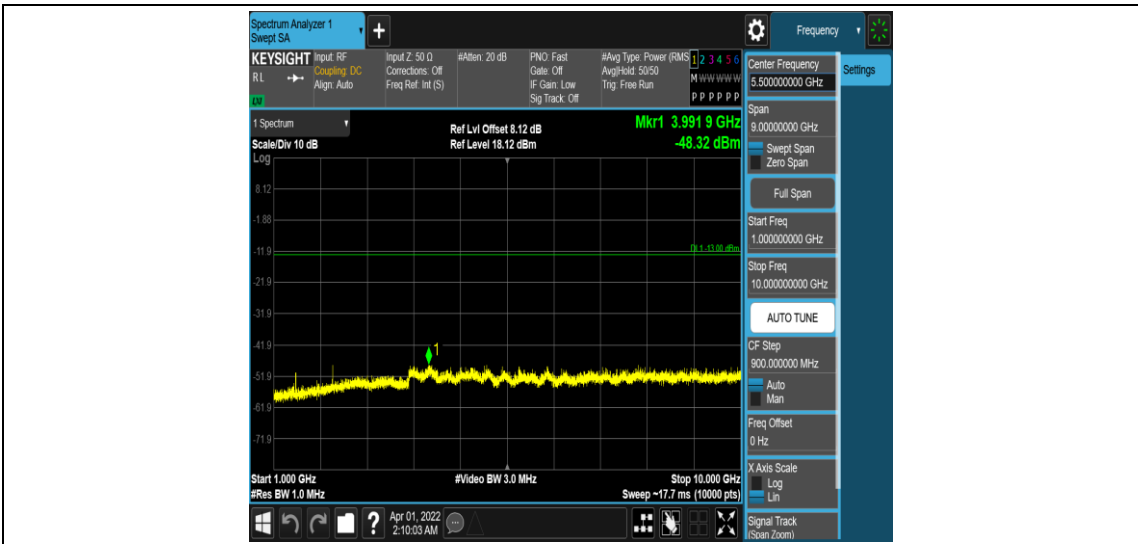 Spectrum Analyzer 1
Swept SA
+
Frequency
KEYSIGHT
RL
LXI
Input: RF
Coupling: DC
Align: Auto
Input Z: 50 Ω
Corrections: Off
Freq Ref: Int (S)
#Atten: 20 dB
PNO: Fast
Gate: Off
IF Gain: Low
Sig Track: Off
#Avg Type: Power (RMS
Avg|Hold: 50/50
Trig: Free Run
1 2 3 4 5 6
M W W W W W
P P P P P P
1 Spectrum
Scale/Div 10 dB
Log
Ref Lvl Offset 8.12 dB
Ref Level 18.12 dBm
Mkr1 3.991 9 GHz
-48.32 dBm
8.12
-1.88
-11.9
-21.9
-31.9
-41.9
-51.9
-61.9
-71.9
DL1 -13.00 dBm
1
Start 1.000 GHz
#Res BW 1.0 MHz
#Video BW 3.0 MHz
Stop 10.000 GHz
Sweep ~17.7 ms (10000 pts)
?
Apr 01, 2022
2:10:03 AM
Center Frequency
5.500000000 GHz
Settings
Span
9.00000000 GHz
Swept Span
Zero Span
Full Span
Start Freq
1.000000000 GHz
Stop Freq
10.000000000 GHz
AUTO TUNE
CF Step
900.000000 MHz
Auto
Man
Freq Offset
0 Hz
X Axis Scale
Log
Lin
Signal Track
(Span Zoom)